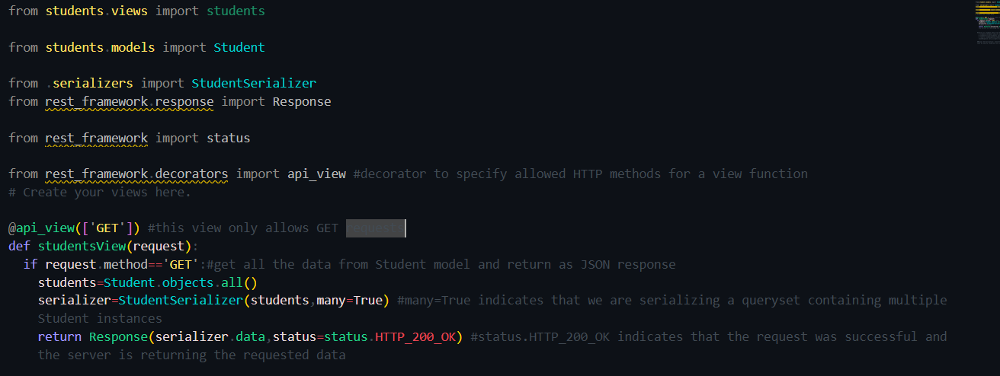 from students.views import students
from students.models import Student
from .serializers import StudentSerializer
from rest_framework.response import Response
from rest_framework import status
from rest_framework.decorators import api_view #decorator to specify allowed HTTP methods for a view function
# Create your views here.
@api_view(['GET']) #this view only allows GET requests
def studentsView(request):
  if request.method=='GET':#get all the data from Student model and return as JSON response
    students=Student.objects.all()
    serializer=StudentSerializer(students,many=True) #many=True indicates that we are serializing a queryset containing multiple
    Student instances
    return Response(serializer.data,status=status.HTTP_200_OK) #status.HTTP_200_OK indicates that the request was successful and
    the server is returning the requested data